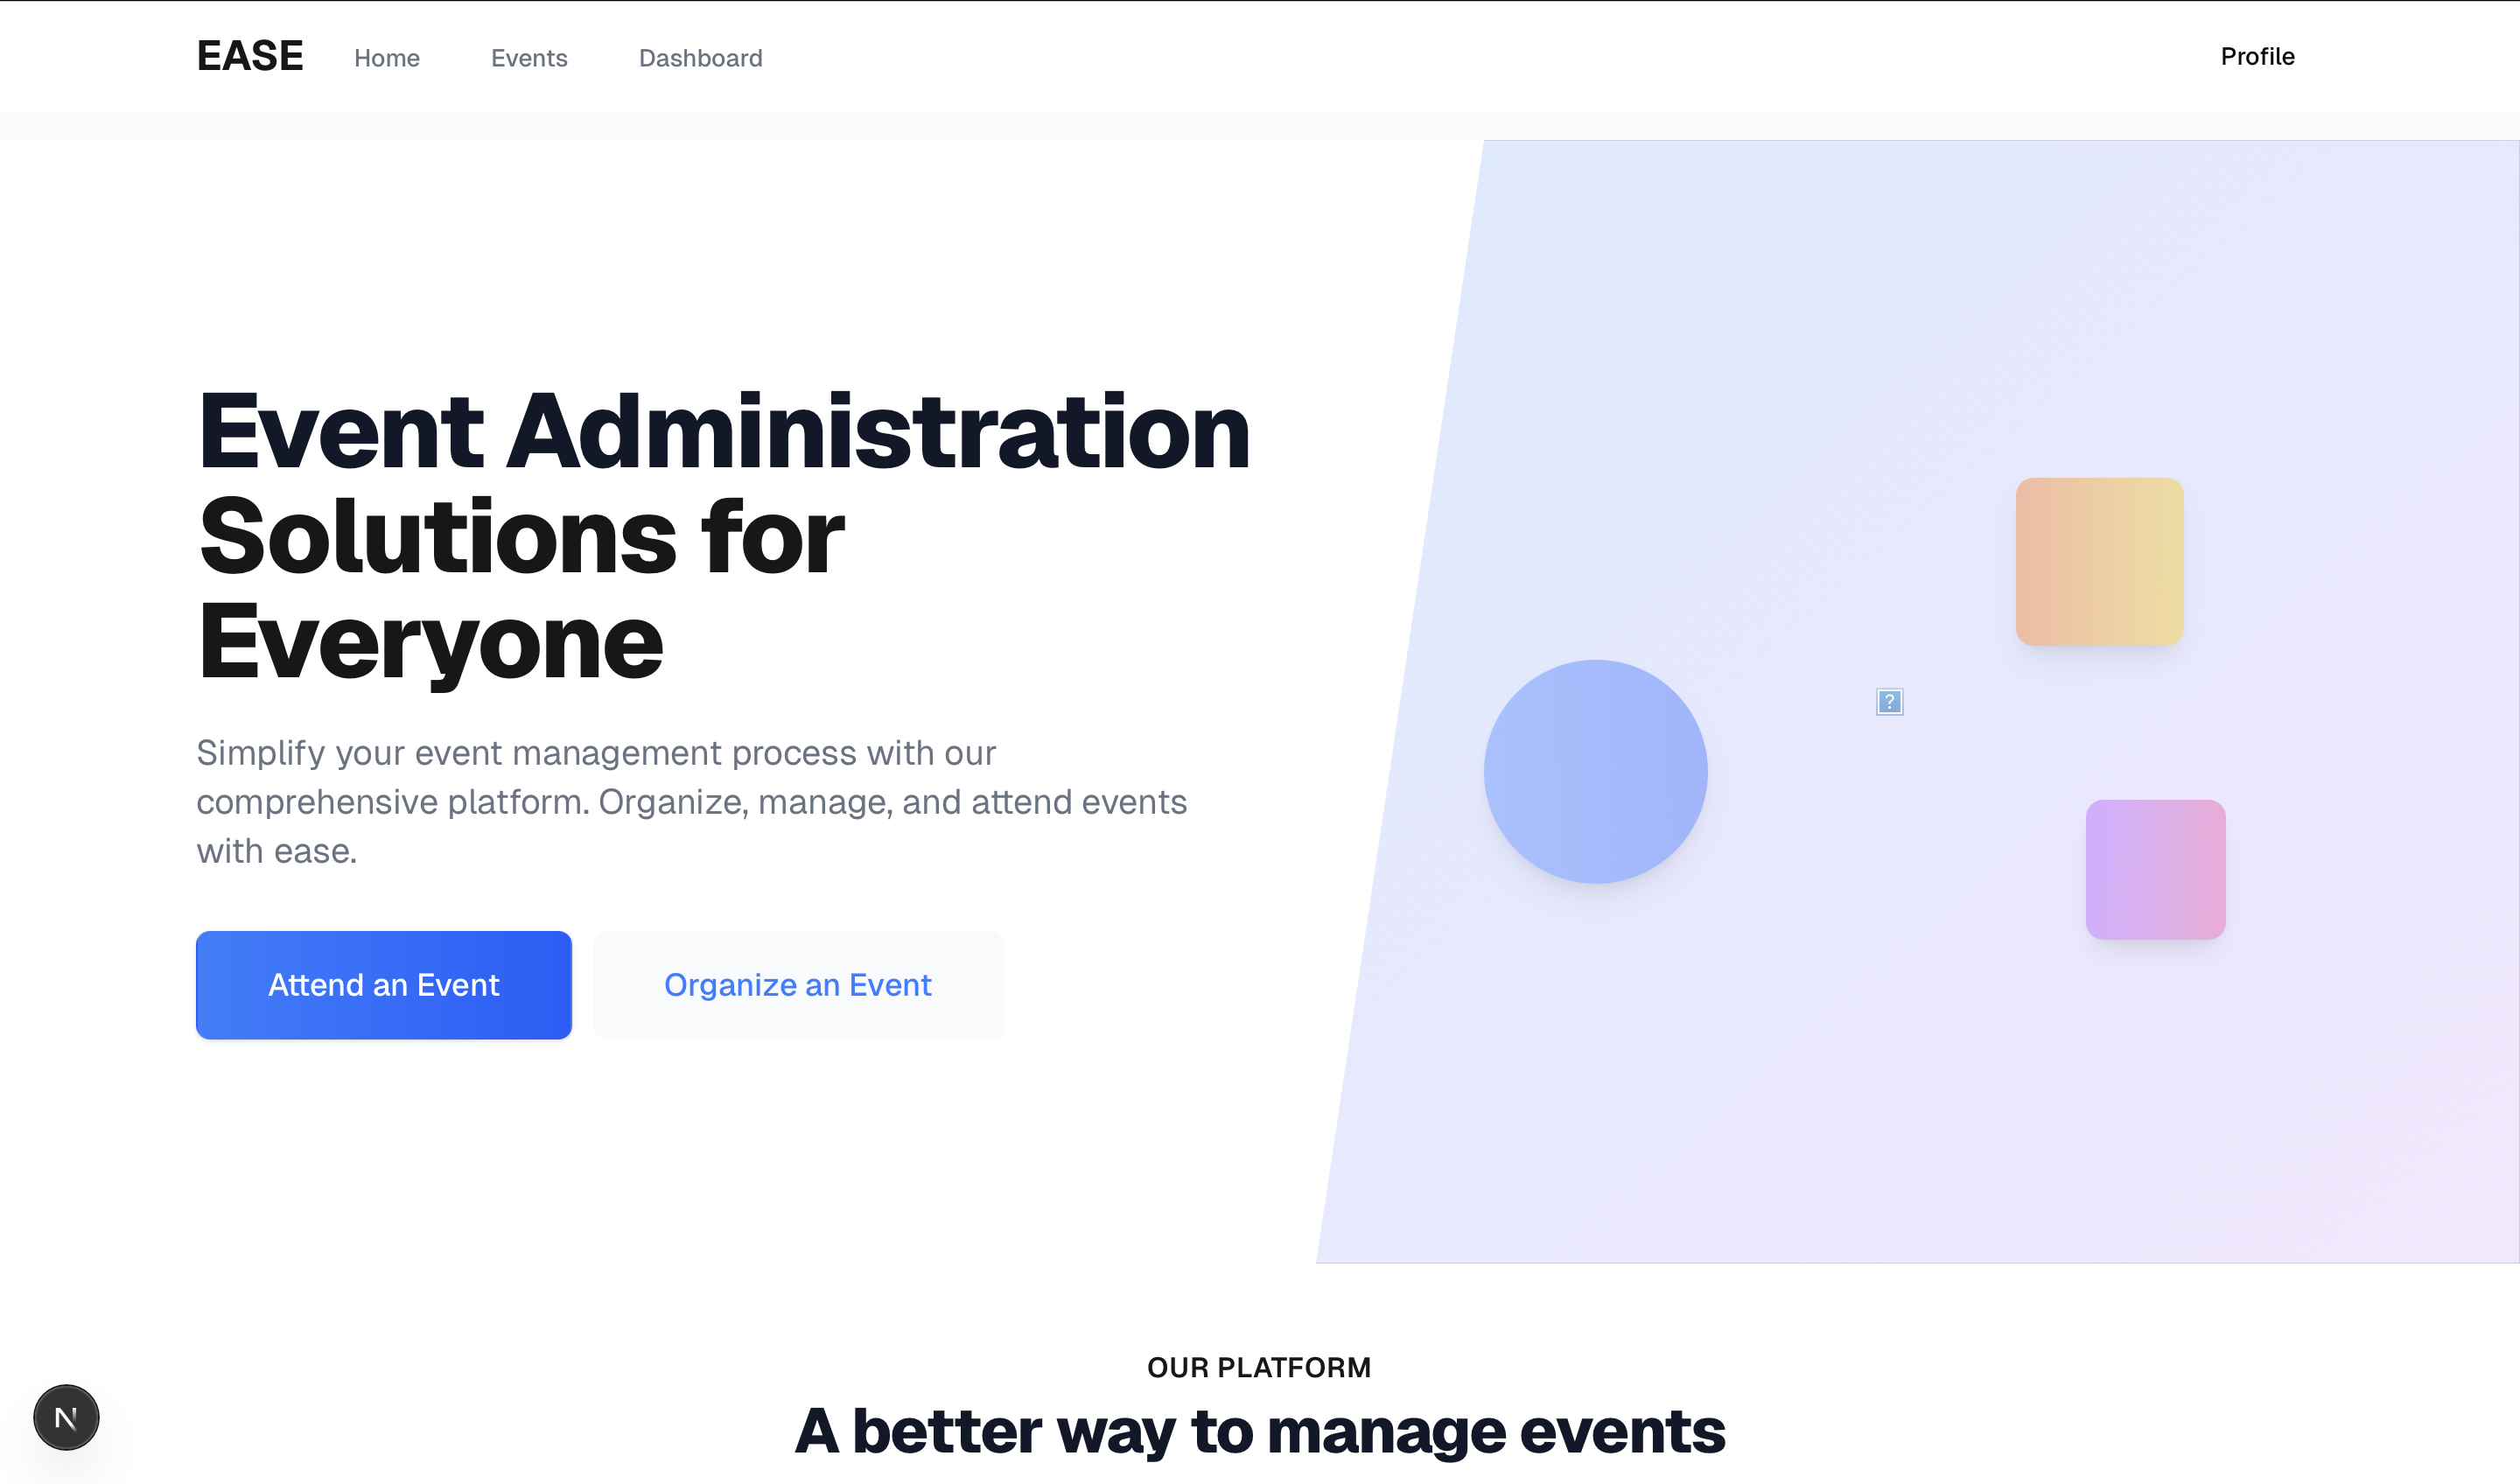 EASE Home Events Dashboard Profile
Event Administration
Solutions for
Everyone
Simplify your event management process with our
comprehensive platform. Organize, manage, and attend events
with ease.
?
Attend an Event Organize an Event
OUR PLATFORM
A better way to manage events
N